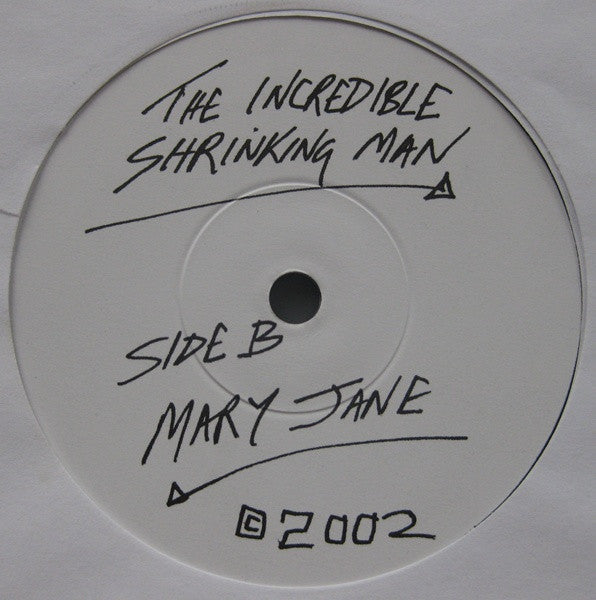 THE INCREDIBLE
SHRINKING MAN
SIDE B
MARY JANE
©2002